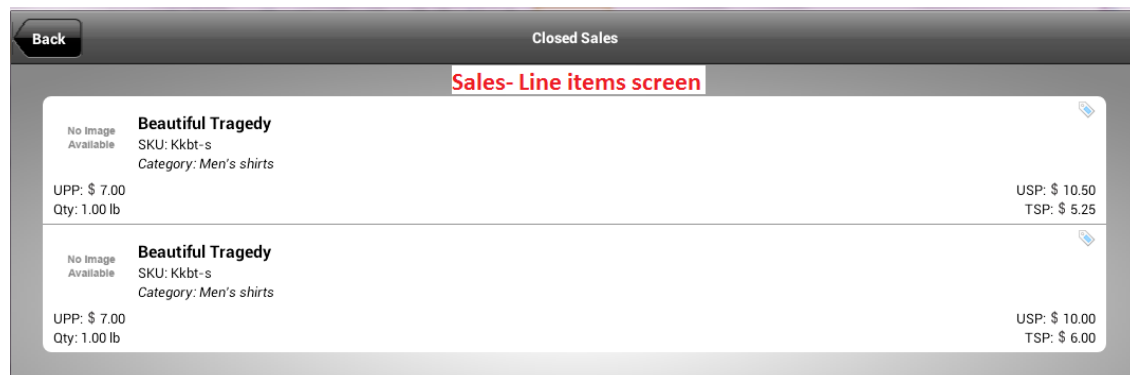 Back
Closed Sales
Sales- Line items screen
No Image
Available
Beautiful Tragedy
SKU: Kkbt-s
Category: Men's shirts
UPP: $ 7.00
USP: $ 10.50
Qty: 1.00 lb
TSP: $ 5.25
No Image
Available
Beautiful Tragedy
SKU: Kkbt-s
Category: Men's shirts
UPP: $ 7.00
USP: $ 10.00
Qty: 1.00 lb
TSP: $ 6.00